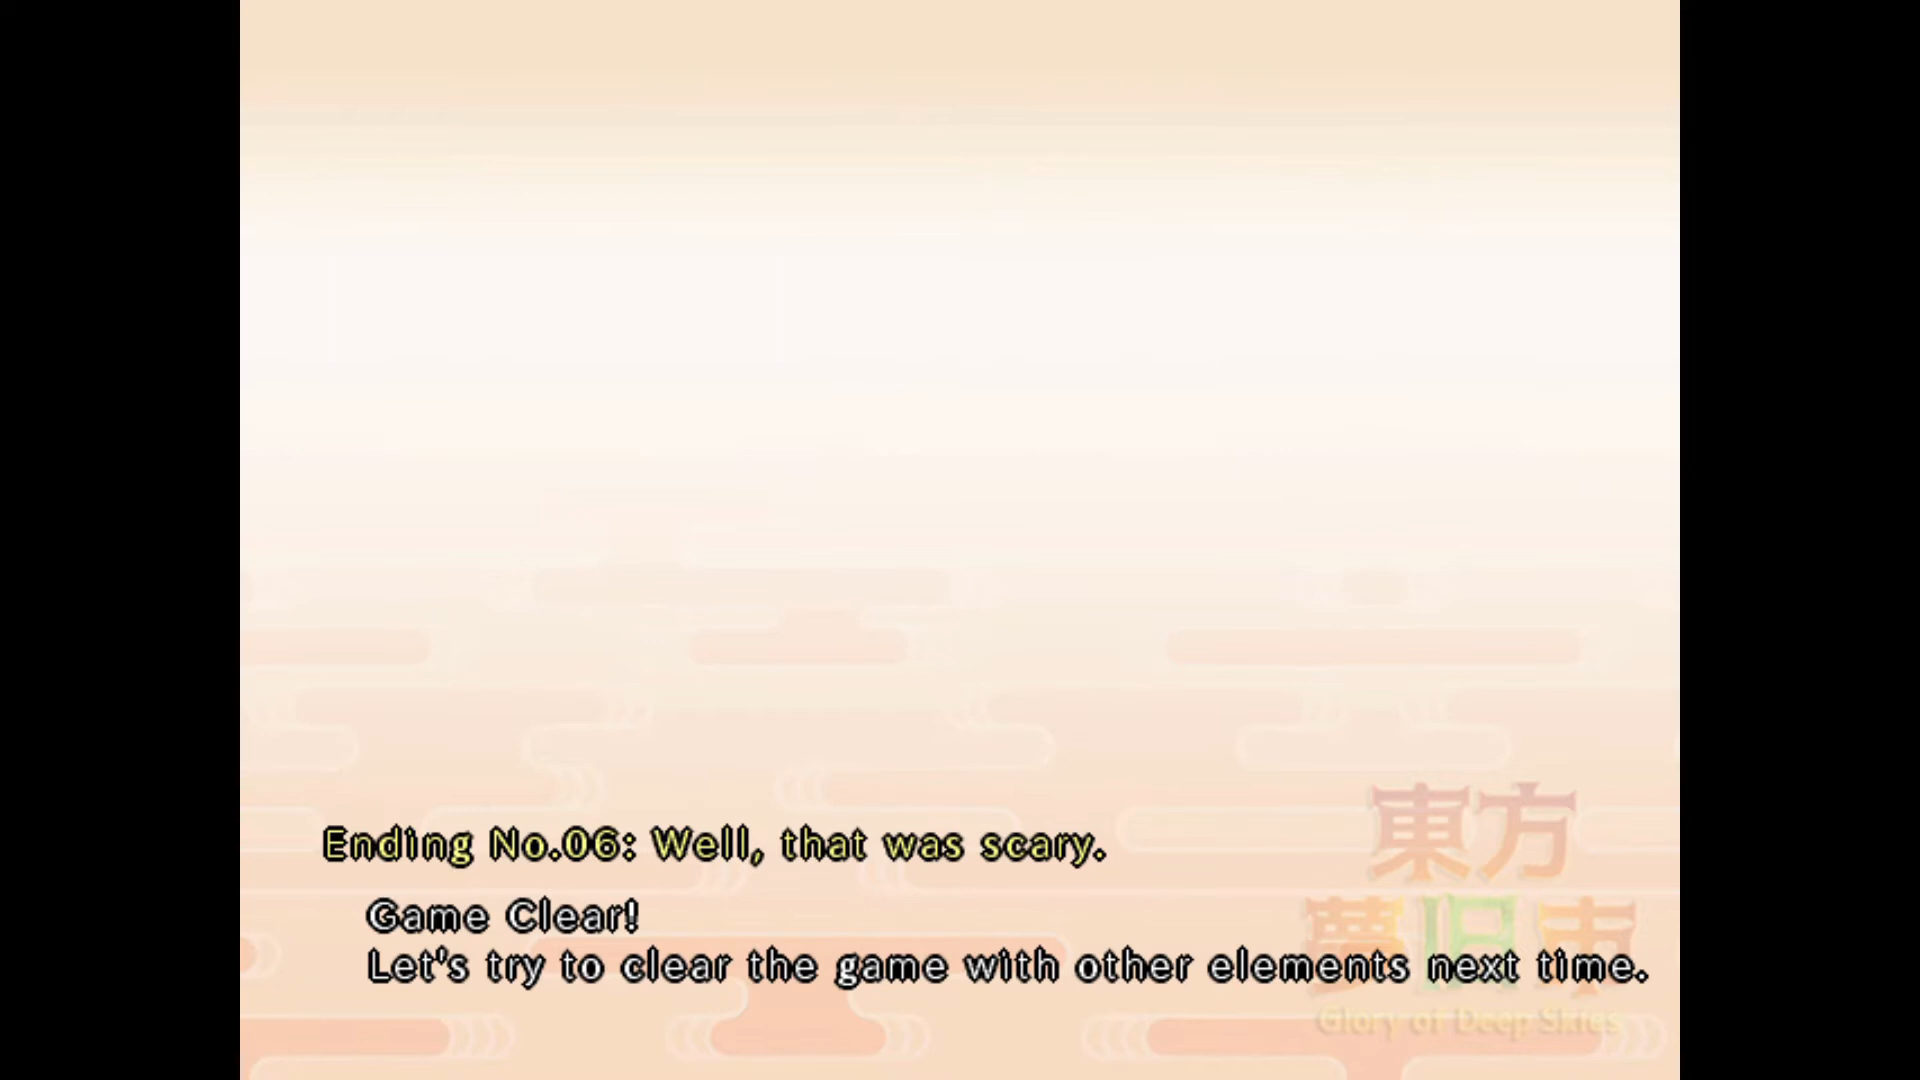 Ending No.06: Well, that was scary.
Game Clear!
Let's try to clear the game with other elements next time.
東方
夢旧市
Glory of Deep Skies